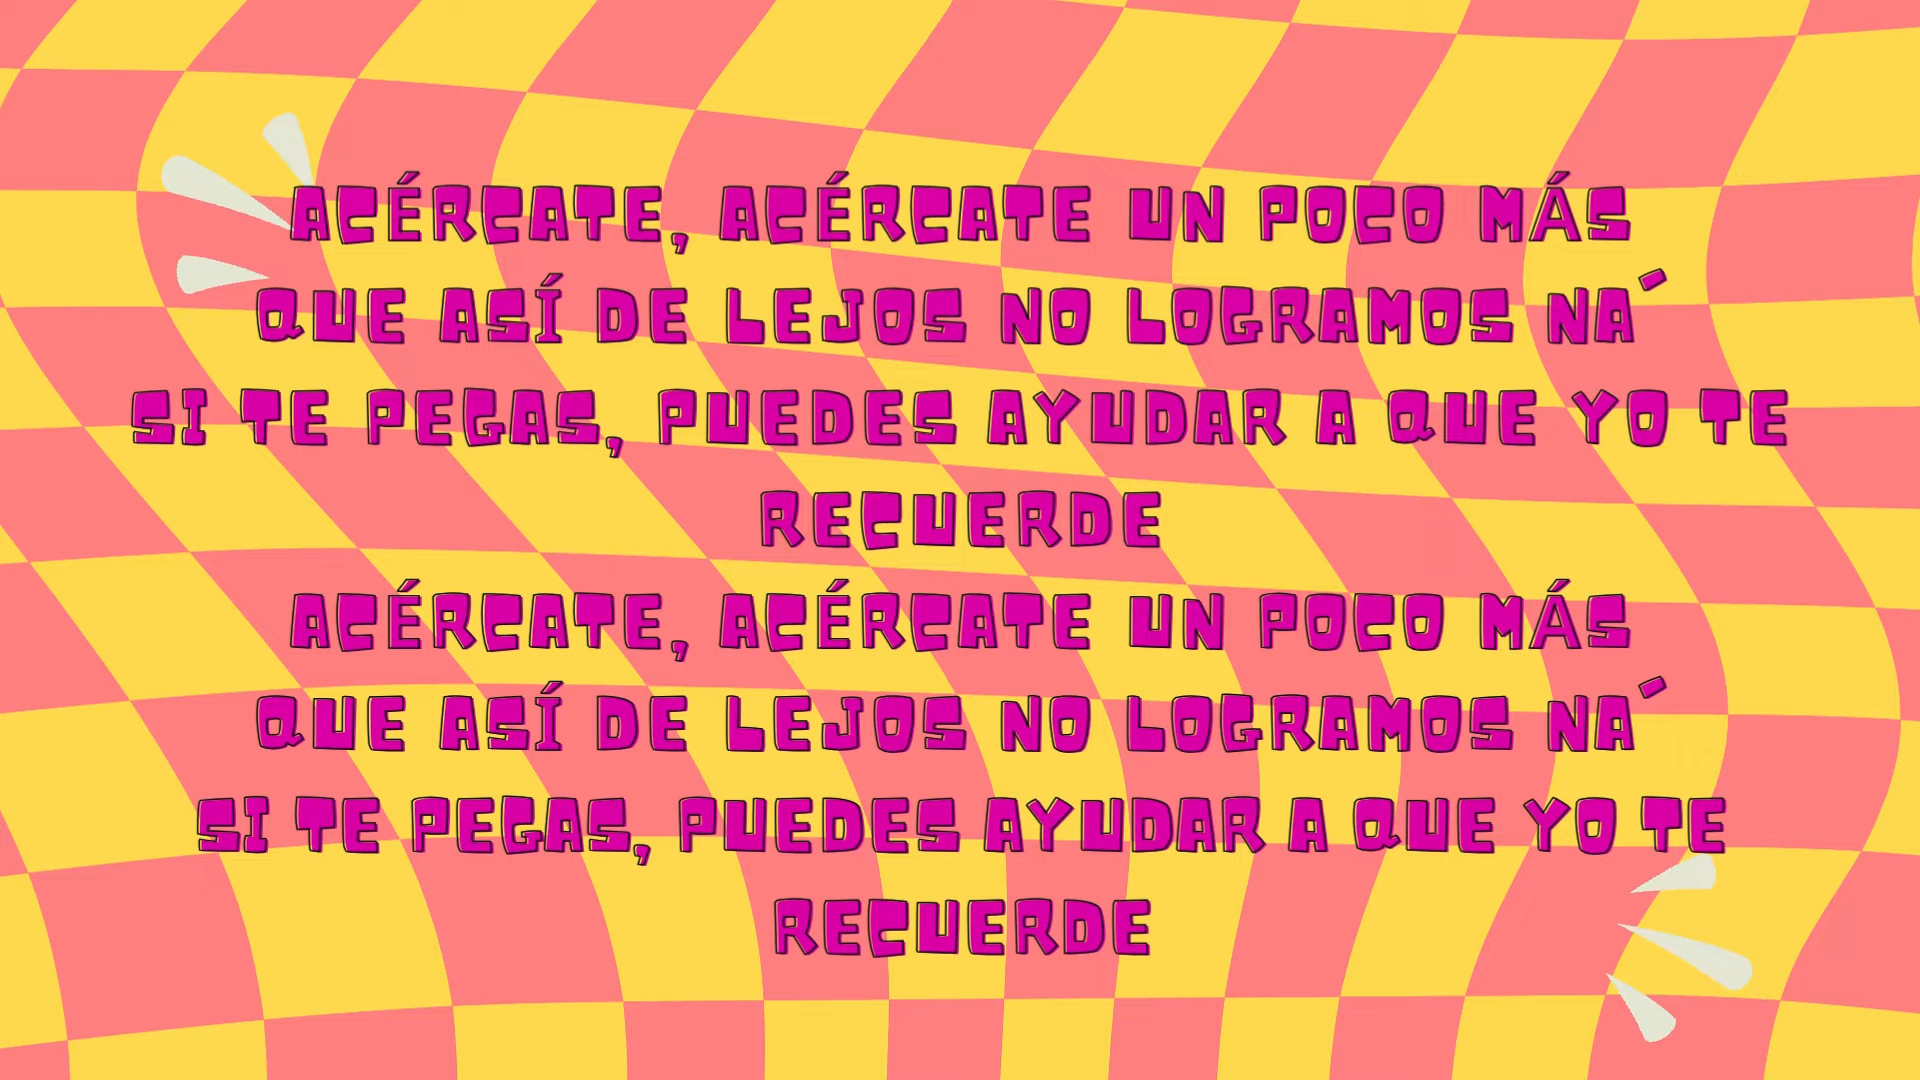 ACÉRCATE, ACÉRCATE UN POCO MÁS
QUE ASÍ DE LEJOS NO LOGRAMOS NA´
SI TE PEGAS, PUEDES AYUDAR A QUE YO TE
RECUERDE
ACÉRCATE, ACÉRCATE UN POCO MÁS
QUE ASÍ DE LEJOS NO LOGRAMOS NA´
SI TE PEGAS, PUEDES AYUDAR A QUE YO TE
RECUERDE